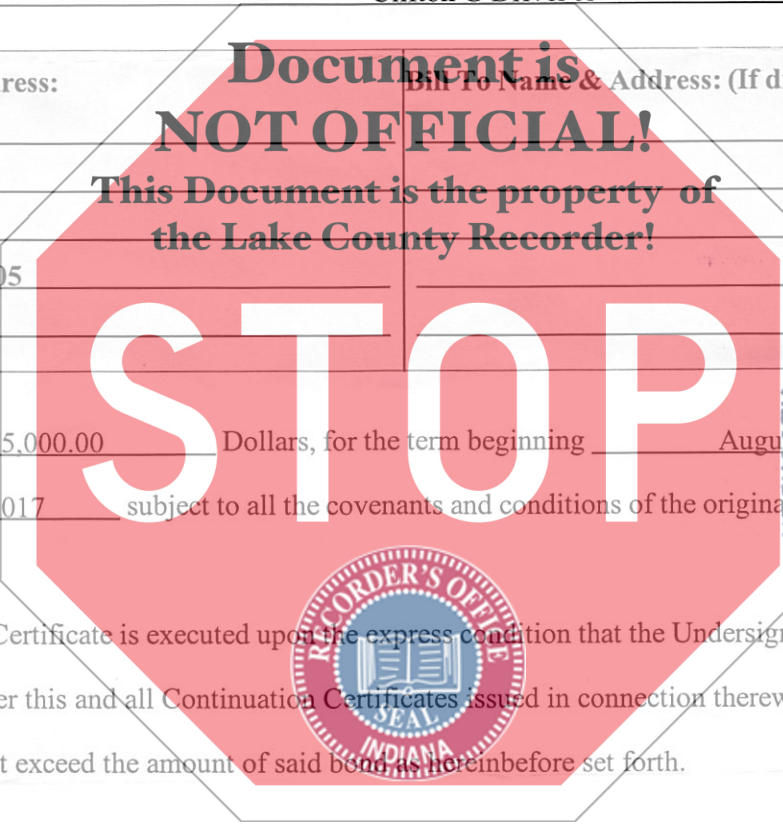 Document is
ress:
Bill To Name & Address: (If d
NOT OFFICIAL!
This Document is the property of
the Lake County Recorder!
05
STOP
5,000.00 Dollars, for the term beginning Augu
017 subject to all the covenants and conditions of the origina
RECORDER'S OFFICE
Certificate is executed upon the express condition that the Undersign
er this and all Continuation Certificates issued in connection therew
SEAL
INDIANA
t exceed the amount of said bond as hereinbefore set forth.